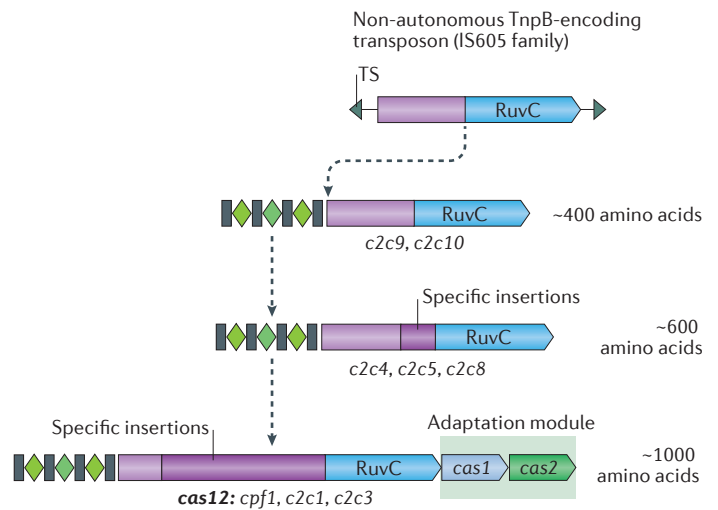 Non-autonomous TnpB-encoding
transposon (IS605 family)
TS
RuvC
RuvC
~400 amino acids
c2c9, c2c10
Specific insertions
RuvC
~600
amino acids
c2c4, c2c5, c2c8
Specific insertions
Adaptation module
RuvC
cas1
cas2
~1000
amino acids
cas12: cpf1, c2c1, c2c3